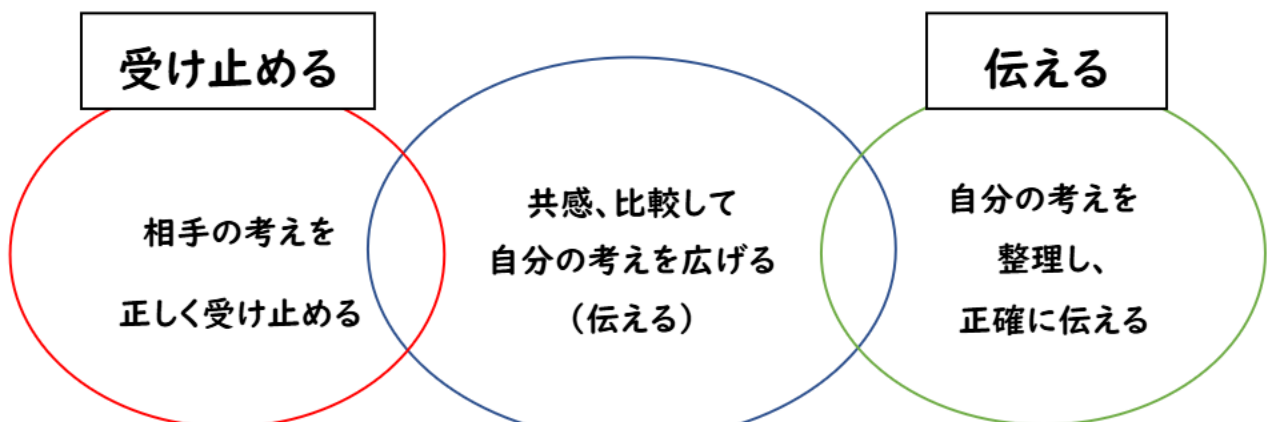 受け止める
伝える
相手の考えを
正しく受け止める
共感、比較して
自分の考えを広げる
（伝える）
自分の考えを
整理し、
正確に伝える